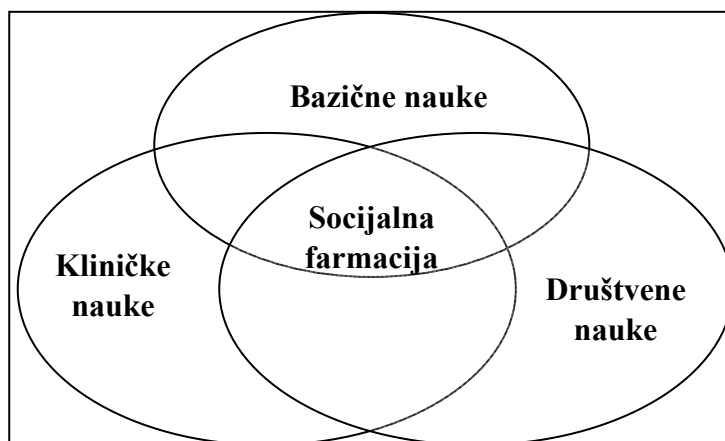 Bazične nauke
Socijalna
farmacija
Kliničke
nauke
Društvene
nauke